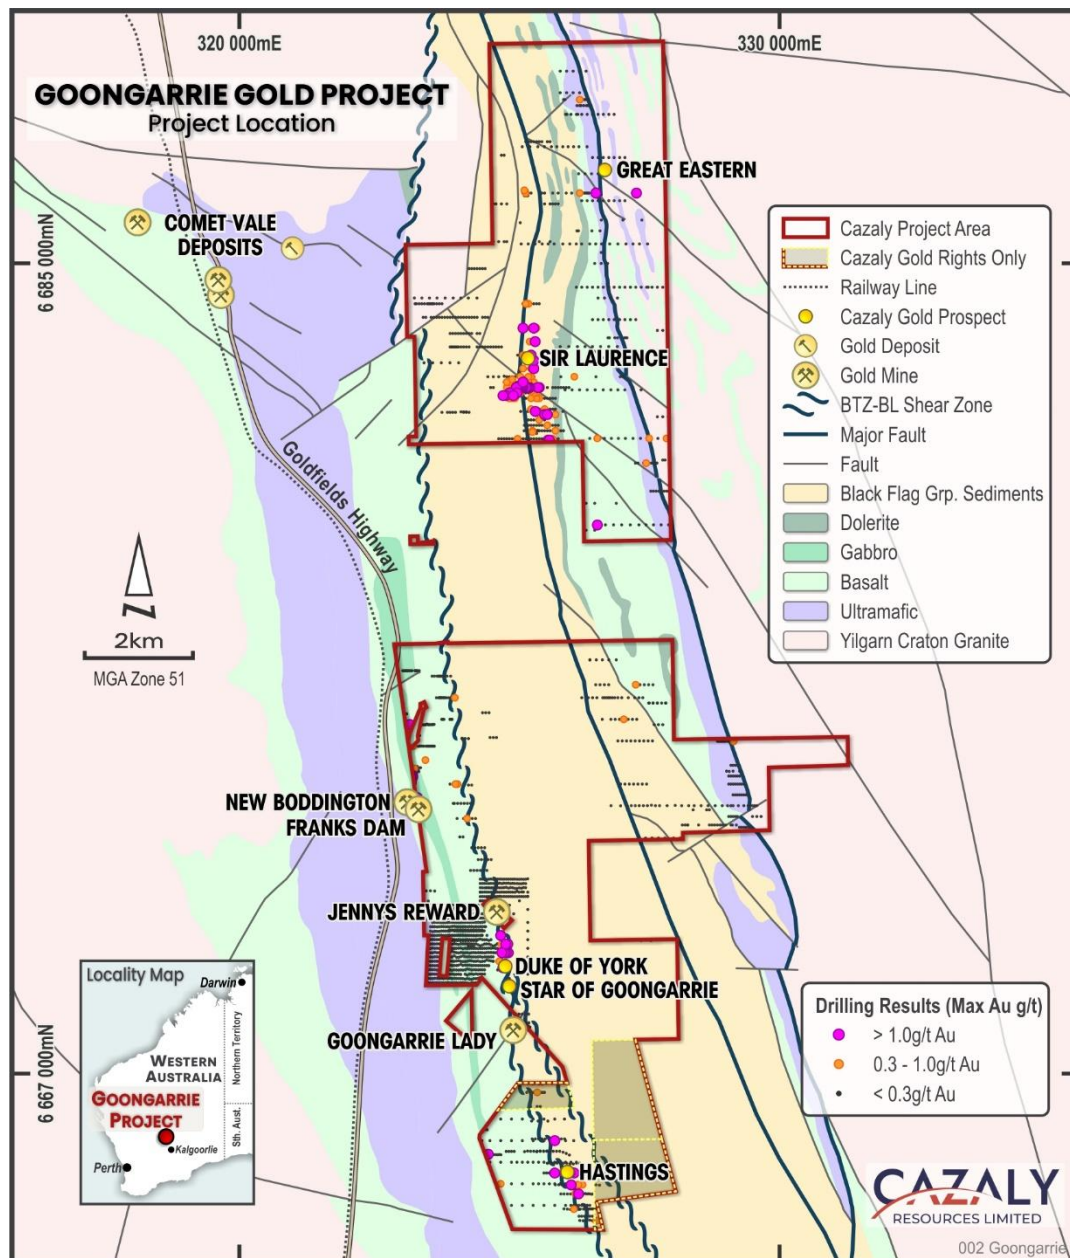 320 000mE
330 000mE
GOONGARRIE GOLD PROJECT
Project Location
GREAT EASTERN
COMET VALE
DEPOSITS
6 685 000mN
SIR LAURENCE
Cazaly Project Area
Cazaly Gold Rights Only
Railway Line
Cazaly Gold Prospect
Gold Deposit
Gold Mine
BTZ-BL Shear Zone
Major Fault
Fault
Black Flag Grp. Sediments
Dolerite
Gabbro
Basalt
Ultramafic
Yilgarn Craton Granite
Goldfields Highway
N
2km
MGA Zone 51
NEW BODDINGTON
FRANKS DAM
JENNYS REWARD
DUKE OF YORK
STAR OF GOONGARRIE
GOONGARRIE LADY
HASTINGS
6 667 000mN
Locality Map
Darwin
WESTERN
AUSTRALIA
Northern Territory
GOONGARRIE
PROJECT
Sth. Aust.
Kalgoorlie
Perth
Drilling Results (Max Au g/t)
> 1.0g/t Au
0.3 - 1.0g/t Au
< 0.3g/t Au
CAZALY
RESOURCES LIMITED
002 Goongarrie